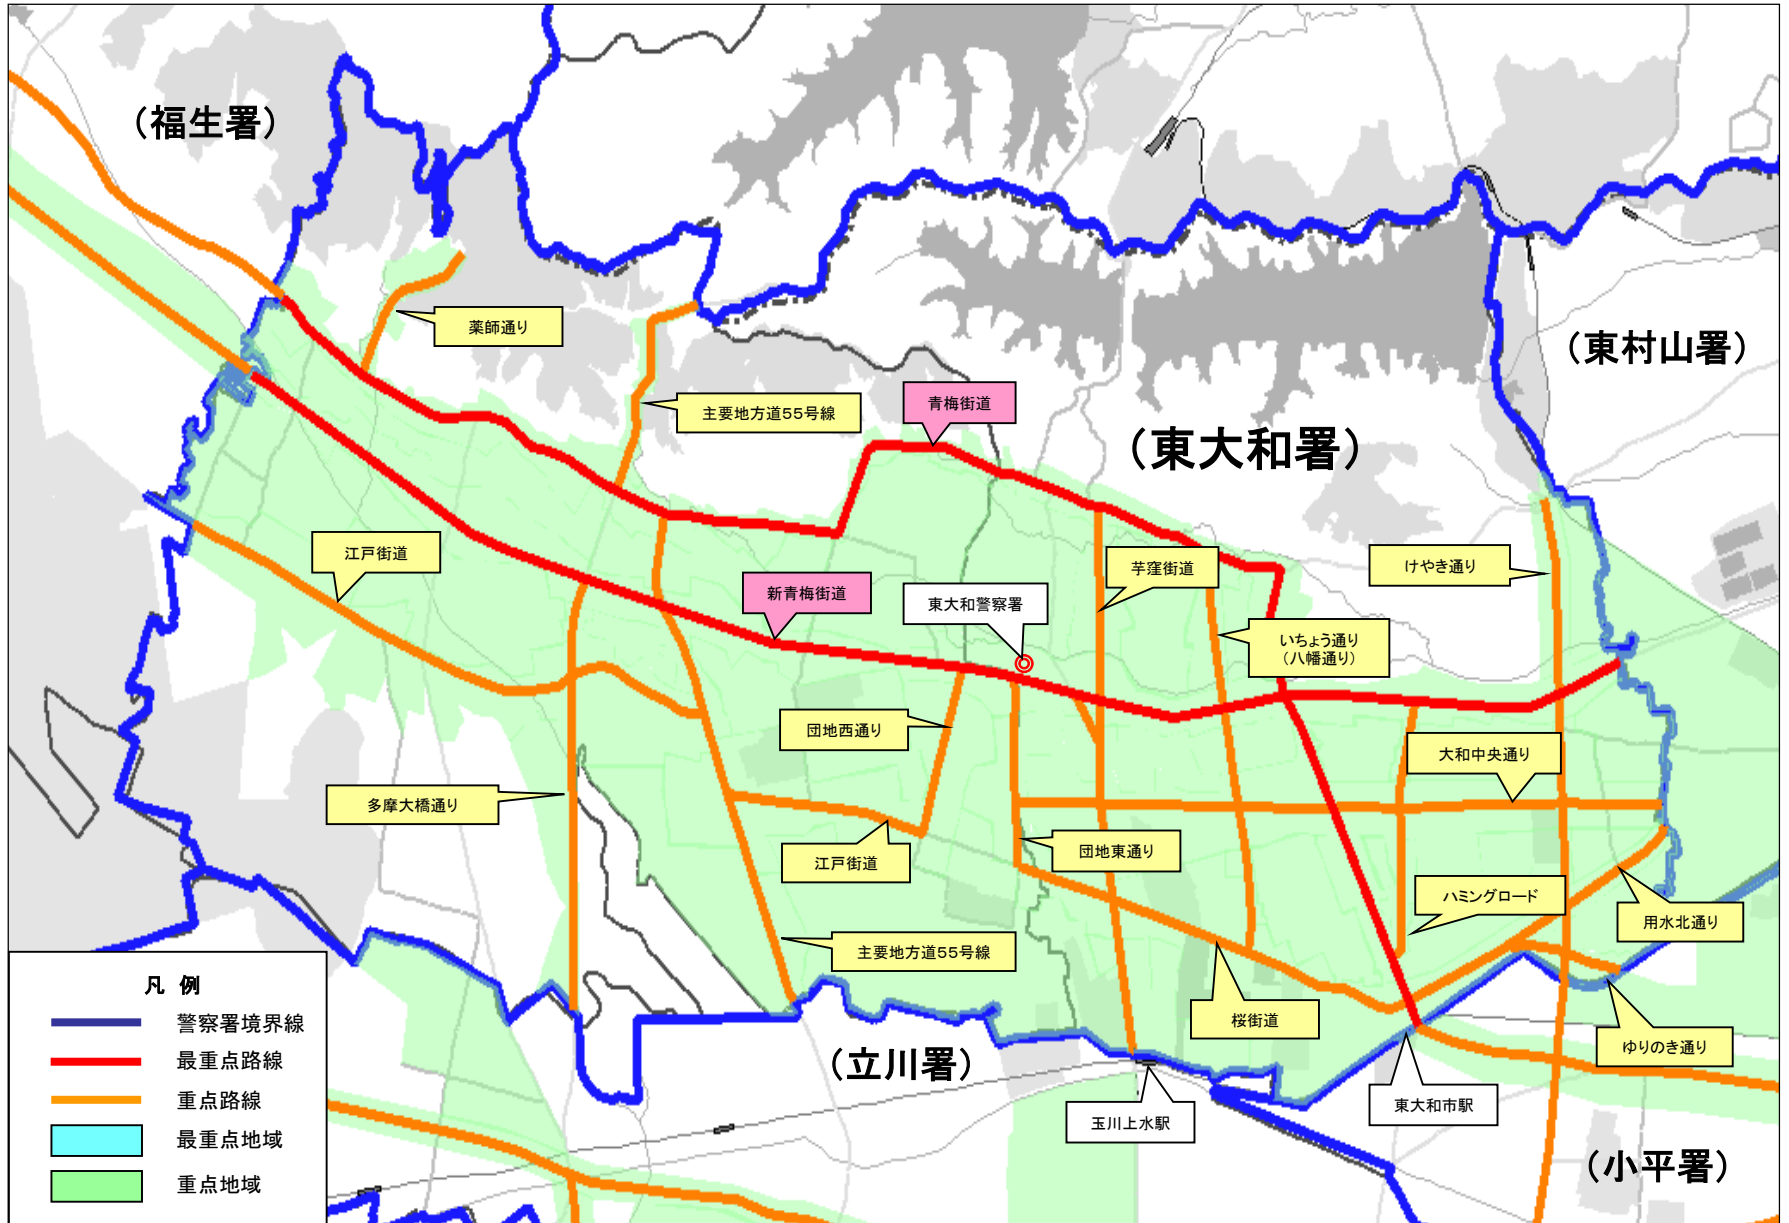 （福生署）
薬師通り
（東村山署）
主要地方道55号線
青梅街道
（東大和署）
江戸街道
芋窪街道
けやき通り
新青梅街道
東大和警察署
いちょう通り
（八幡通り）
団地西通り
大和中央通り
多摩大橋通り
江戸街道
団地東通り
ハミングロード
用水北通り
主要地方道55号線
桜街道
ゆりのき通り
（立川署）
玉川上水駅
東大和市駅
（小平署）
凡 例
警察署境界線
最重点路線
重点路線
最重点地域
重点地域